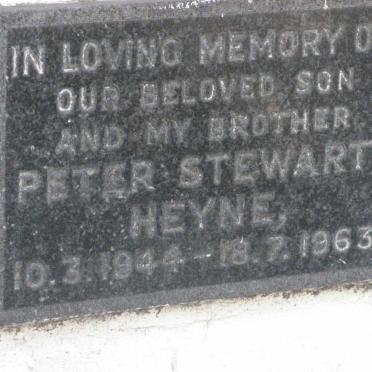 IN LOVING MEMORY O
OUR BELOVED SON
AND MY BROTHER
PETER STEWART
HEYNE,
10.3.1944 - 18.7.1963